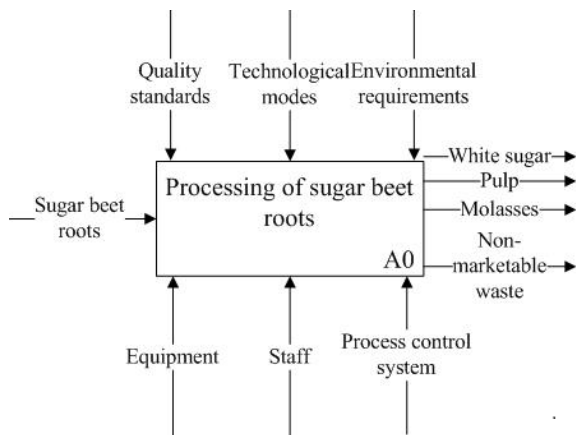 Quality
standards
Technological
modes
Environmental
requirements
White sugar
Pulp
Molasses
Non-
marketable
waste
Processing of sugar beet
roots
A0
Sugar beet
roots
Equipment
Staff
Process control
system
.